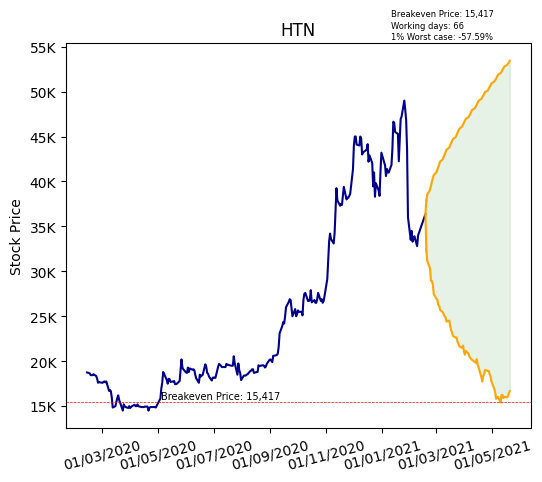 Breakeven Price: 15,417
Working days: 66
1% Worst case: -57.59%
HTN
55K
50K
45K
40K
35K
30K
25K
20K
15K
Stock Price
Breakeven Price: 15,417
01/03/2020
01/05/2020
01/07/2020
01/09/2020
01/11/2020
01/01/2021
01/03/2021
01/05/2021